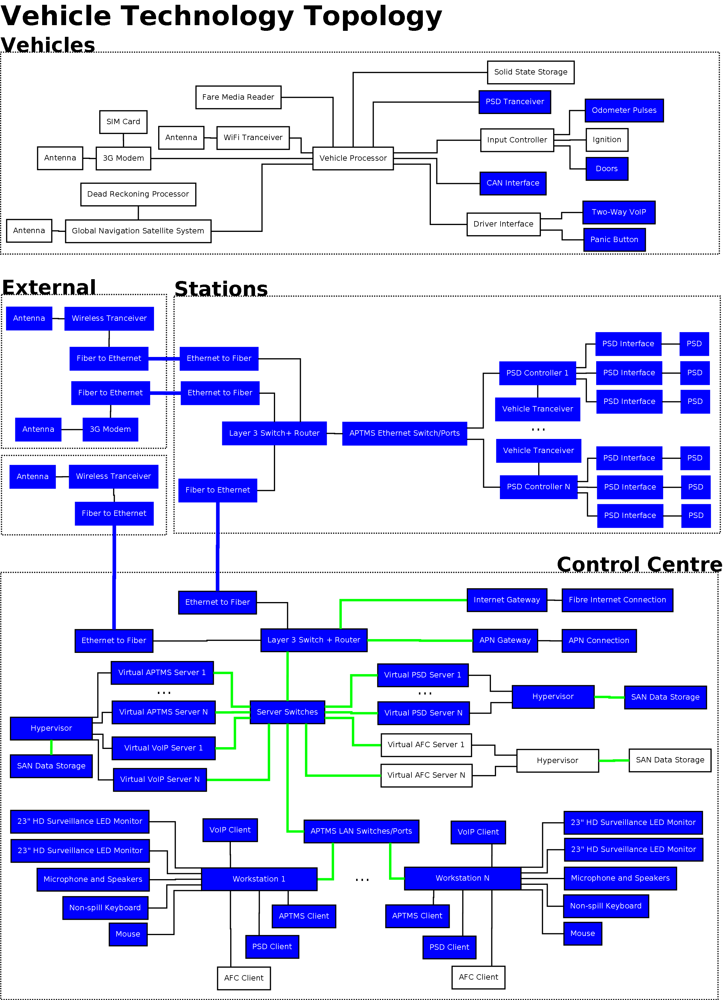 Vehicle Technology Topology
Vehicles
Solid State Storage
Fare Media Reader
PSD Tranceiver
Odometer Pulses
SIM Card
Antenna
WiFi Tranceiver
Input Controller
Ignition
Antenna
3G Modem
Vehicle Processor
Doors
CAN Interface
Dead Reckoning Processor
Two-Way VoIP
Antenna
Global Navigation Satellite System
Driver Interface
Panic Button
External
Stations
Antenna
Wireless Tranceiver
Fiber to Ethernet
Ethernet to Fiber
Fiber to Ethernet
Ethernet to Fiber
Antenna
3G Modem
Layer 3 Switch+ Router
APTMS Ethernet Switch/Ports
PSD Interface
PSD
PSD Controller 1
PSD Interface
PSD
PSD Interface
PSD
Vehicle Tranceiver
...
Vehicle Tranceiver
PSD Interface
PSD
PSD Controller N
PSD Interface
PSD
PSD Interface
PSD
Antenna
Wireless Tranceiver
Fiber to Ethernet
Fiber to Ethernet
Control Centre
Ethernet to Fiber
Internet Gateway
Fibre Internet Connection
Ethernet to Fiber
Layer 3 Switch + Router
APN Gateway
APN Connection
Virtual APTMS Server 1
...
Virtual APTMS Server N
Server Switches
Virtual PSD Server 1
...
Virtual PSD Server N
Hypervisor
SAN Data Storage
Hypervisor
SAN Data Storage
Virtual VoIP Server 1
Virtual VoIP Server N
Virtual AFC Server 1
Virtual AFC Server N
Hypervisor
SAN Data Storage
23" HD Surveillance LED Monitor
23" HD Surveillance LED Monitor
Microphone and Speakers
Non-spill Keyboard
Mouse
VoIP Client
Workstation 1
APTMS Client
PSD Client
AFC Client
APTMS LAN Switches/Ports
...
VoIP Client
Workstation N
APTMS Client
PSD Client
AFC Client
23" HD Surveillance LED Monitor
23" HD Surveillance LED Monitor
Microphone and Speakers
Non-spill Keyboard
Mouse